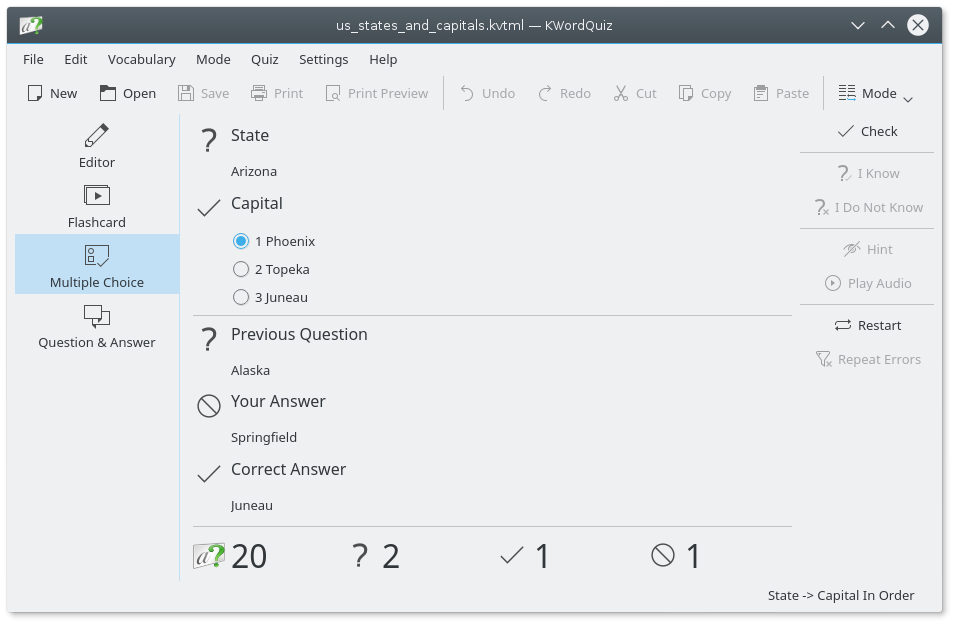 us_states_and_capitals.kvtml — KWordQuiz
File Edit Vocabulary Mode Quiz Settings Help
New Open Save Print Print Preview Undo Redo Cut Copy Paste Mode
Editor
Flashcard
Multiple Choice
Question & Answer
? State
Arizona
Capital
1 Phoenix
2 Topeka
3 Juneau
? Previous Question
Alaska
Your Answer
Springfield
Correct Answer
Juneau
a? 20 ? 2 1 1
Check
I Know
I Do Not Know
Hint
Play Audio
Restart
Repeat Errors
State -> Capital In Order